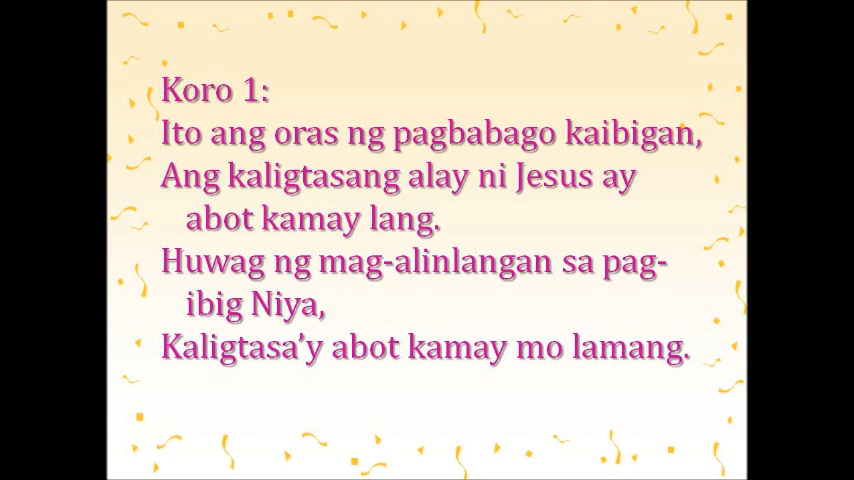 Koro 1:
Ito ang oras ng pagbabago kaibigan,
Ang kaligtasang alay ni Jesus ay
abot kamay lang.
Huwag ng mag-alinlangan sa pag-
ibig Niya,
Kaligtasa’y abot kamay mo lamang.